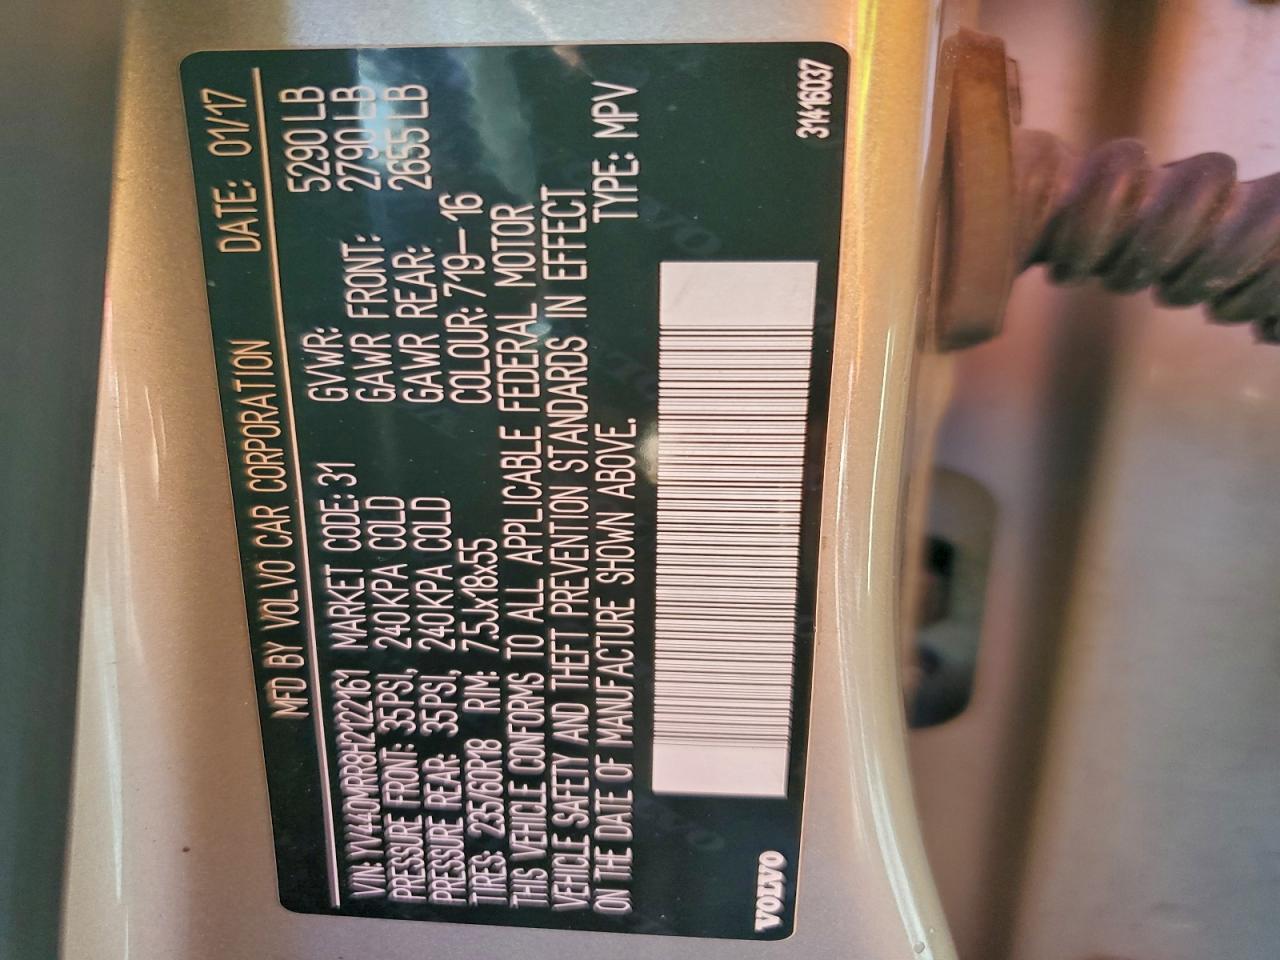 MFD BY VOLVO CAR CORPORATION DATE: 01/17
VIN: YV440MRR8H2122161 MARKET CODE: 31 GVWR: 5290 LB
PRESSURE FRONT: 35PSI, 240KPA COLD GAWR FRONT: 2790 LB
PRESSURE REAR: 35PSI, 240KPA COLD GAWR REAR: 2655 LB
TIRES: 235/60R18 RIM: 7.5Jx18x55 COLOUR: 719-16
THIS VEHICLE CONFORMS TO ALL APPLICABLE FEDERAL MOTOR
VEHICLE SAFETY AND THEFT PREVENTION STANDARDS IN EFFECT
ON THE DATE OF MANUFACTURE SHOWN ABOVE. TYPE: MPV
VOLVO 31416037